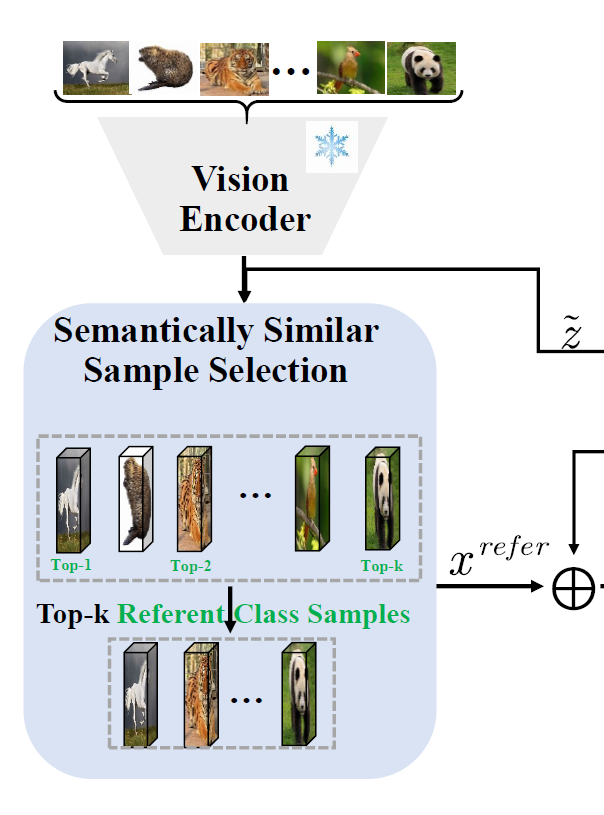 ...
Vision
Encoder
Semantically Similar
Sample Selection
z̃
...
Top-1
Top-2
Top-k
x^{refer}
Top-k Referent Class Samples
...